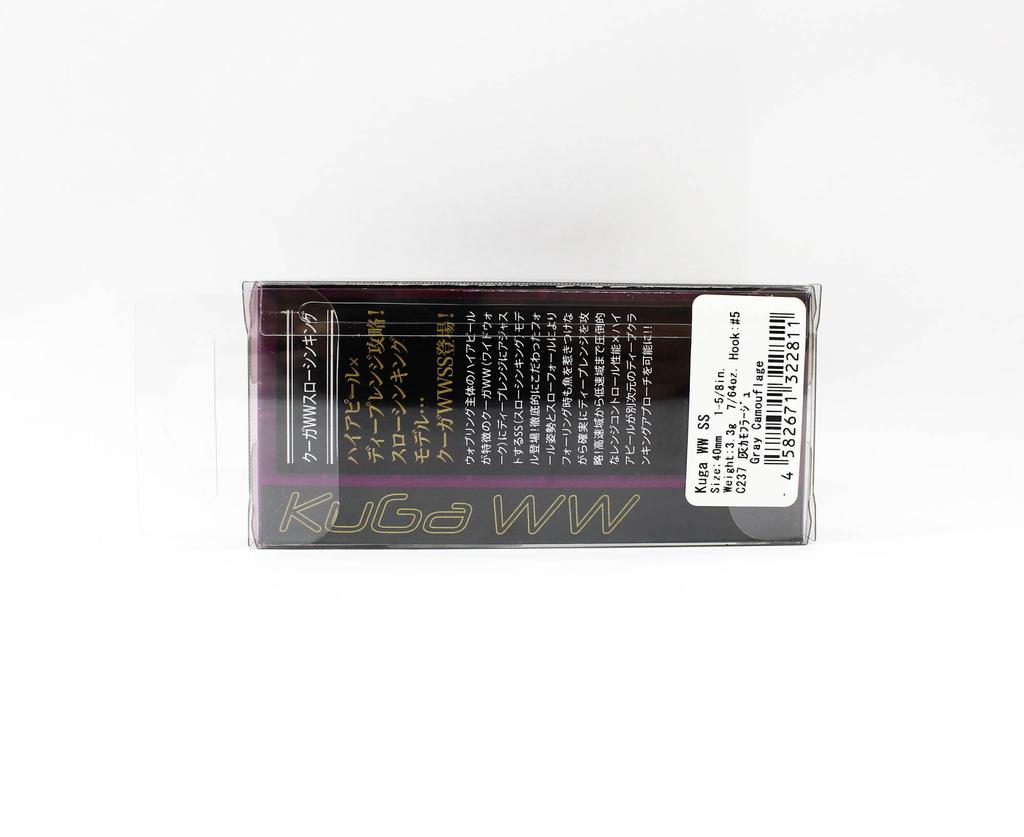 クーガWWスローシンキング
ハイアピール×
ディープレンジ攻略!
スローシンキング
モデル…
クーガWWSS登場!
ウォブリング主体のハイアピール
が特徴のクーガWW(ワイドウォ
ーク)にディープレンジにアジャス
トするSS(スローシンキング)モデ
ル登場!徹底的にこだわったフォ
ール姿勢とスローフォールにより
フォーリング時も魚を惹きつけな
がら確実にディープレンジを攻
略!高速域から低速域まで圧倒的
なレンジコントロール性能×ハイ
アピールが別次元のディープクラ
ンキングアプローチを可能に!!
KuGa WW
Kuga WW SS
Size:40mm 1-5/8in.
Weight:3.3g 7/64oz. Hook:#5
C237 灰カモフラージュ
Gray Camouflage
4 582671 322811